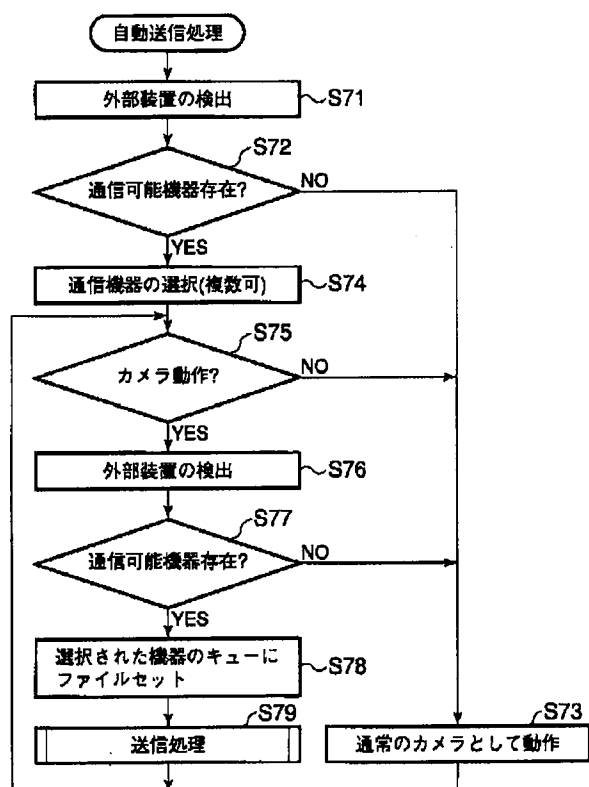 自動送信処理
外部装置の検出
S71
S72
通信可能機器存在?
NO
YES
通信機器の選択(複数可)
S74
S75
カメラ動作?
NO
YES
外部装置の検出
S76
S77
通信可能機器存在?
NO
YES
選択された機器のキューに
ファイルセット
S78
S79
送信処理
S73
通常のカメラとして動作